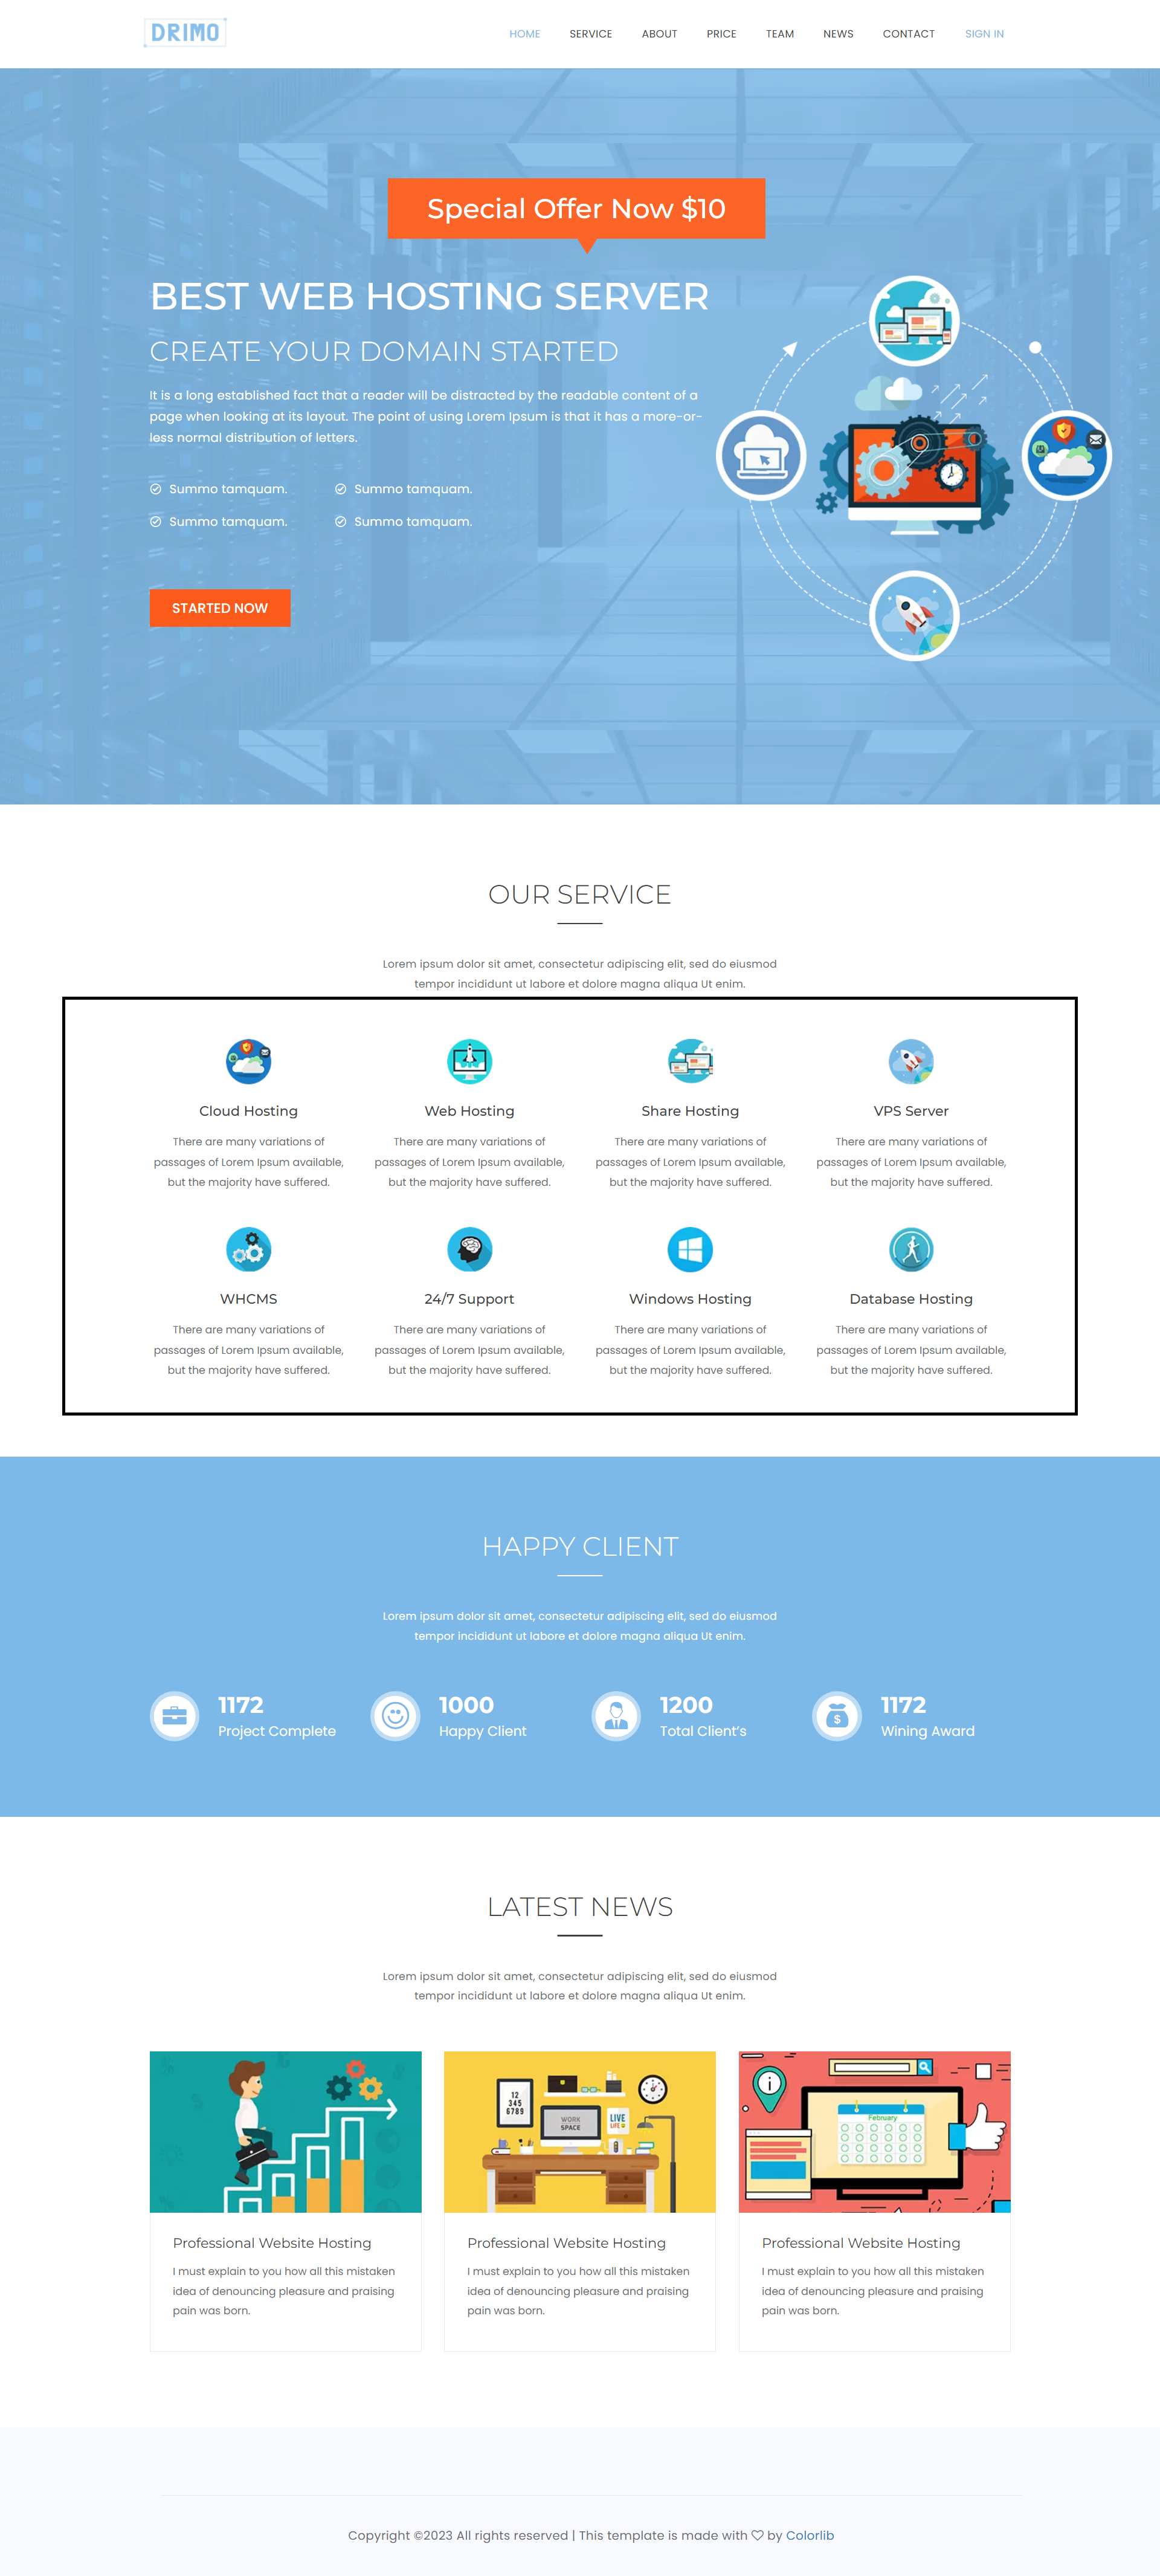 DRIMO
HOME SERVICE ABOUT PRICE TEAM NEWS CONTACT SIGN IN
Special Offer Now $10
BEST WEB HOSTING SERVER
CREATE YOUR DOMAIN STARTED
It is a long established fact that a reader will be distracted by the readable content of a
page when looking at its layout. The point of using Lorem Ipsum is that it has a more-or-
less normal distribution of letters.
Summo tamquam. Summo tamquam.
Summo tamquam. Summo tamquam.
STARTED NOW
OUR SERVICE
Lorem ipsum dolor sit amet, consectetur adipiscing elit, sed do eiusmod
tempor incididunt ut labore et dolore magna aliqua Ut enim.
Cloud Hosting
There are many variations of
passages of Lorem Ipsum available,
but the majority have suffered.
Web Hosting
There are many variations of
passages of Lorem Ipsum available,
but the majority have suffered.
Share Hosting
There are many variations of
passages of Lorem Ipsum available,
but the majority have suffered.
VPS Server
There are many variations of
passages of Lorem Ipsum available,
but the majority have suffered.
WHCMS
There are many variations of
passages of Lorem Ipsum available,
but the majority have suffered.
24/7 Support
There are many variations of
passages of Lorem Ipsum available,
but the majority have suffered.
Windows Hosting
There are many variations of
passages of Lorem Ipsum available,
but the majority have suffered.
Database Hosting
There are many variations of
passages of Lorem Ipsum available,
but the majority have suffered.
HAPPY CLIENT
Lorem ipsum dolor sit amet, consectetur adipiscing elit, sed do eiusmod
tempor incididunt ut labore et dolore magna aliqua Ut enim.
1172
Project Complete
1000
Happy Client
1200
Total Client's
1172
Wining Award
LATEST NEWS
Lorem ipsum dolor sit amet, consectetur adipiscing elit, sed do eiusmod
tempor incididunt ut labore et dolore magna aliqua Ut enim.
12
345
6789
WORK
SPACE
LIVE
LIFE
February
Professional Website Hosting
I must explain to you how all this mistaken
idea of denouncing pleasure and praising
pain was born.
Professional Website Hosting
I must explain to you how all this mistaken
idea of denouncing pleasure and praising
pain was born.
Professional Website Hosting
I must explain to you how all this mistaken
idea of denouncing pleasure and praising
pain was born.
Copyright ©2023 All rights reserved | This template is made with ♡ by Colorlib